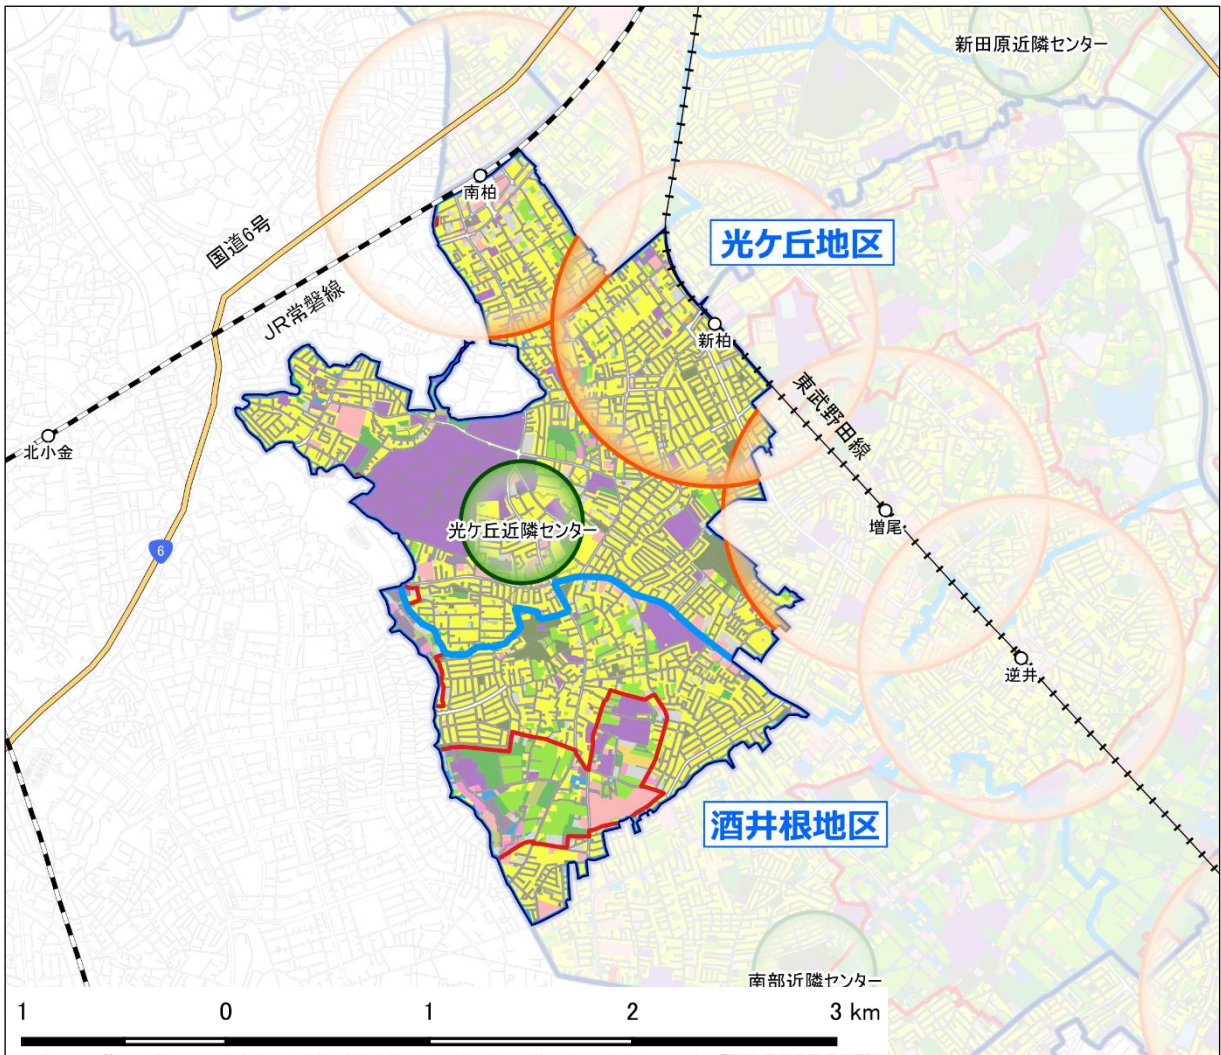 新田原近隣センター
南柏
国道6号
JR常磐線
光ケ丘地区
新柏
東武野田線
北小金
増尾
光ケ丘近隣センター
6
逆井
酒井根地区
南部近隣センター
1 0 1 2 3 km